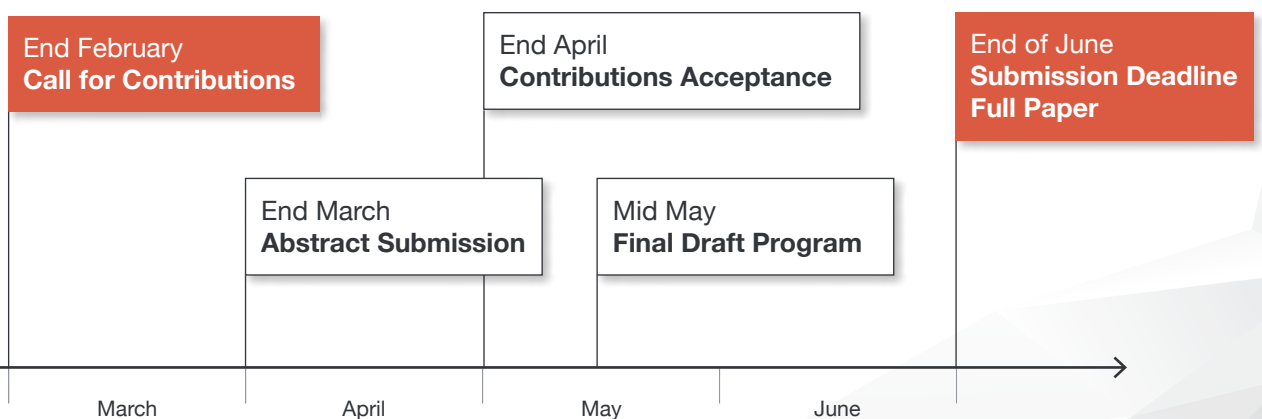 End February
Call for Contributions
End April
Contributions Acceptance
End of June
Submission Deadline
Full Paper
End March
Abstract Submission
Mid May
Final Draft Program
March
April
May
June